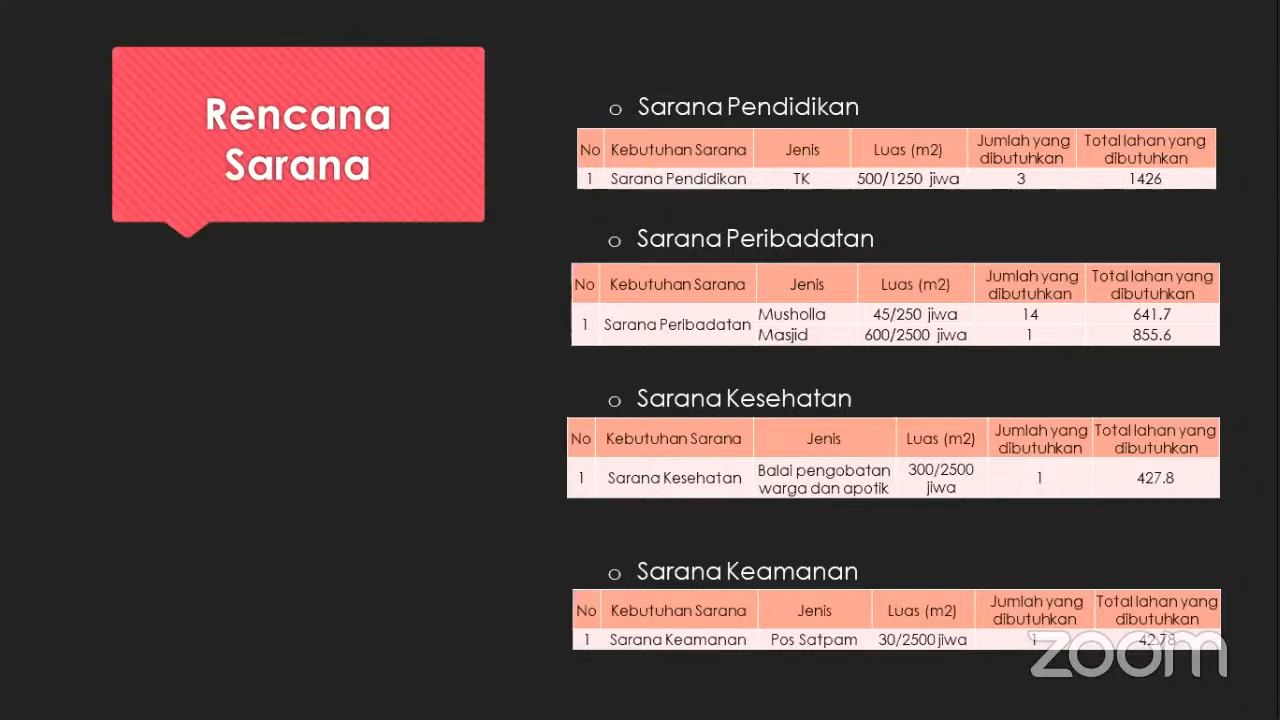 Rencana
Sarana
o Sarana Pendidikan
No Kebutuhan Sarana Jenis Luas (m2) Jumlah yang dibutuhkan Total lahan yang dibutuhkan
1 Sarana Pendidikan TK 500/1250 jiwa 3 1426
o Sarana Peribadatan
No Kebutuhan Sarana Jenis Luas (m2) Jumlah yang dibutuhkan Total lahan yang dibutuhkan
1 Sarana Peribadatan Musholla 45/250 jiwa 14 641.7
Masjid 600/2500 jiwa 1 855.6
o Sarana Kesehatan
No Kebutuhan Sarana Jenis Luas (m2) Jumlah yang dibutuhkan Total lahan yang dibutuhkan
1 Sarana Kesehatan Balai pengobatan warga dan apotik 300/2500 jiwa 1 427.8
o Sarana Keamanan
No Kebutuhan Sarana Jenis Luas (m2) Jumlah yang dibutuhkan Total lahan yang dibutuhkan
1 Sarana Keamanan Pos Satpam 30/2500 jiwa 1 42.78
zoom